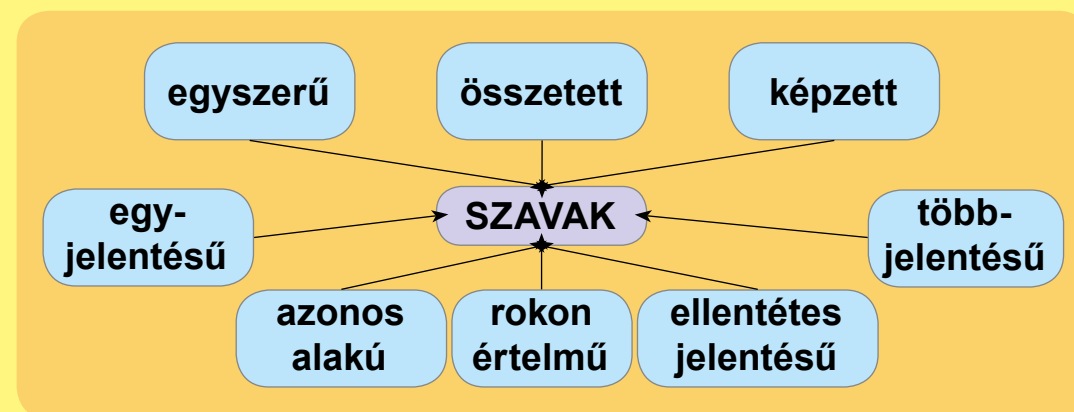 egyszerű
összetett
képzett
egy-
jelentésű
SZAVAK
több-
jelentésű
azonos
alakú
rokon
értelmű
ellentétes
jelentésű